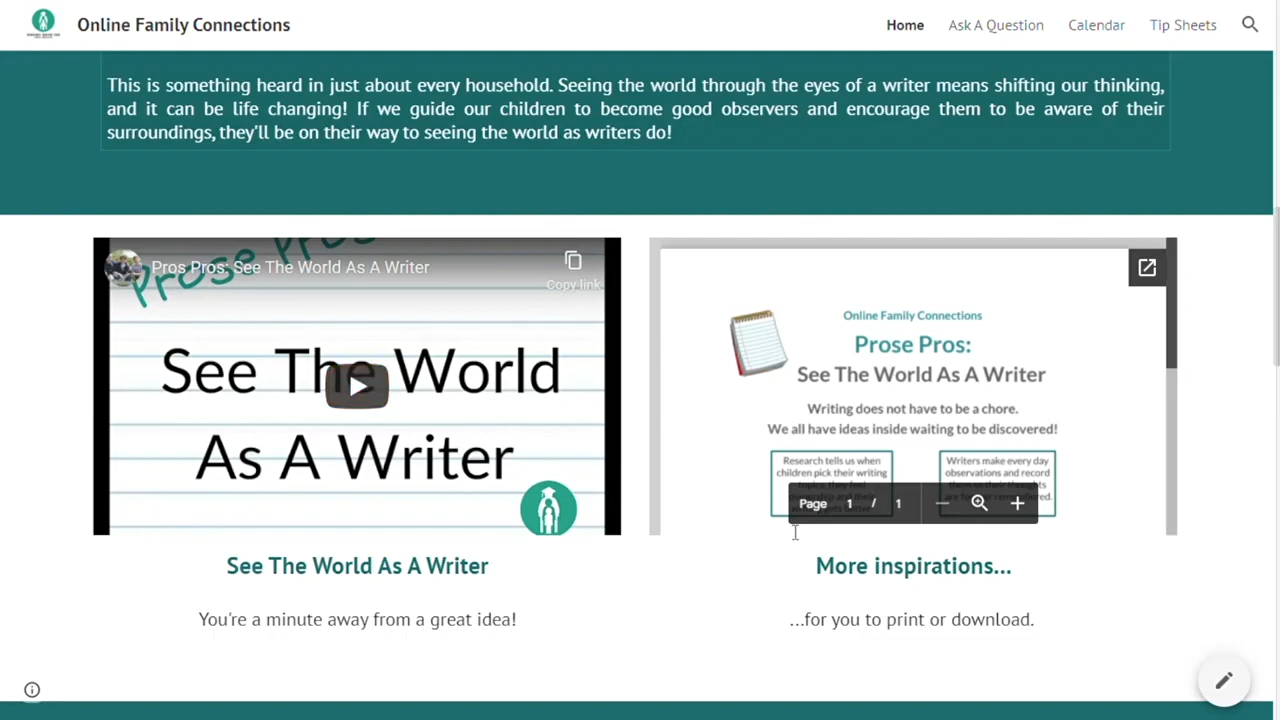 Online Family Connections
Home
Ask A Question
Calendar
Tip Sheets
This is something heard in just about every household. Seeing the world through the eyes of a writer means shifting our thinking,
and it can be life changing! If we guide our children to become good observers and encourage them to be aware of their
surroundings, they'll be on their way to seeing the world as writers do!
Prose Pros
Pros Pros: See The World As A Writer
Copy link
See The World
As A Writer
See The World As A Writer
You're a minute away from a great idea!
Online Family Connections
Prose Pros:
See The World As A Writer
Writing does not have to be a chore.
We all have ideas inside waiting to be discovered!
Research tells us when
children pick their writing
topics, they feel
Writers make every day
observations and record
Page 1 / 1
More inspirations...
...for you to print or download.